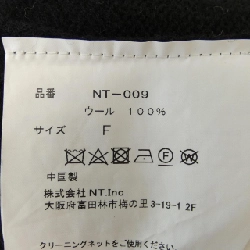 品番 NT-009
ウール 100%
サイズ F
中国製
株式会社 NT.Inc
大阪府富田林市梅の里3-19-1 2F
クリーニングネットをご使用ください